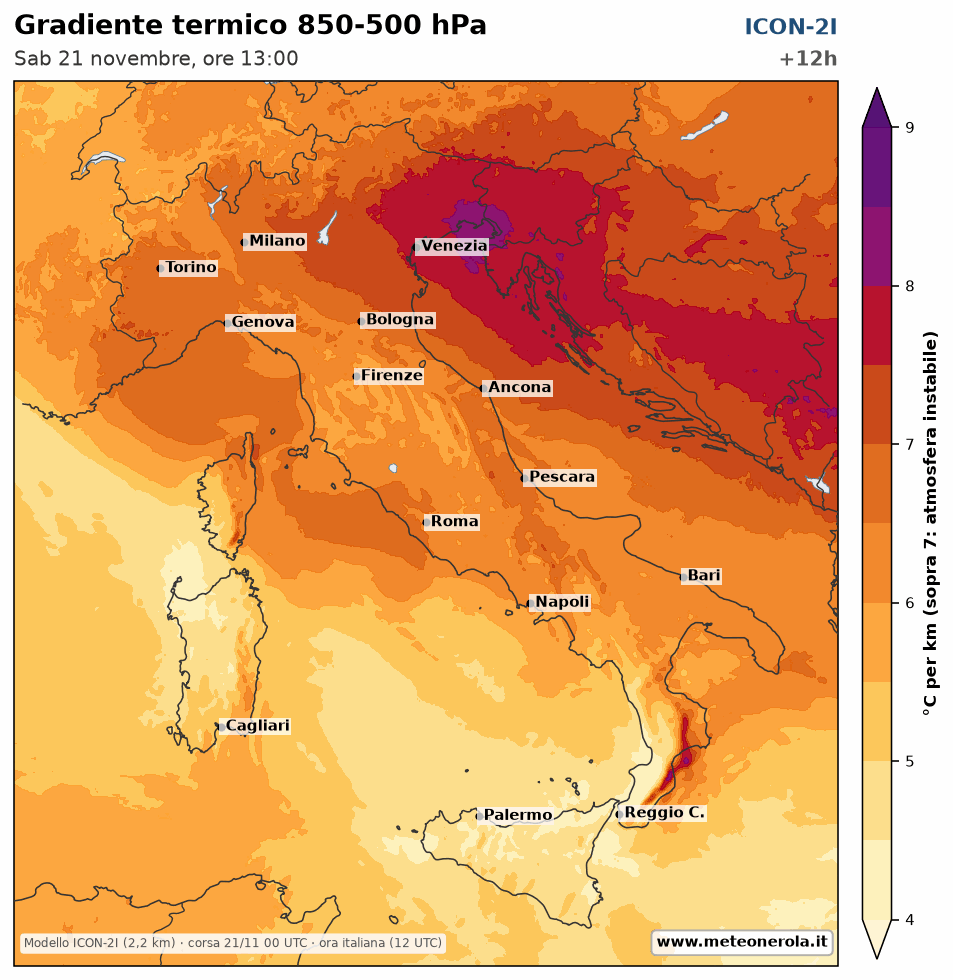 Gradiente termico 850-500 hPa
ICON-2I
Sab 21 novembre, ore 13:00
+12h
9
8
7
6
5
4
°C per km (sopra 7: atmosfera instabile)
Milano
Venezia
Torino
Genova
Bologna
Firenze
Ancona
Pescara
Roma
Bari
Napoli
Cagliari
Palermo
Reggio C.
Modello ICON-2I (2,2 km) · corsa 21/11 00 UTC · ora italiana (12 UTC)
www.meteonerola.it